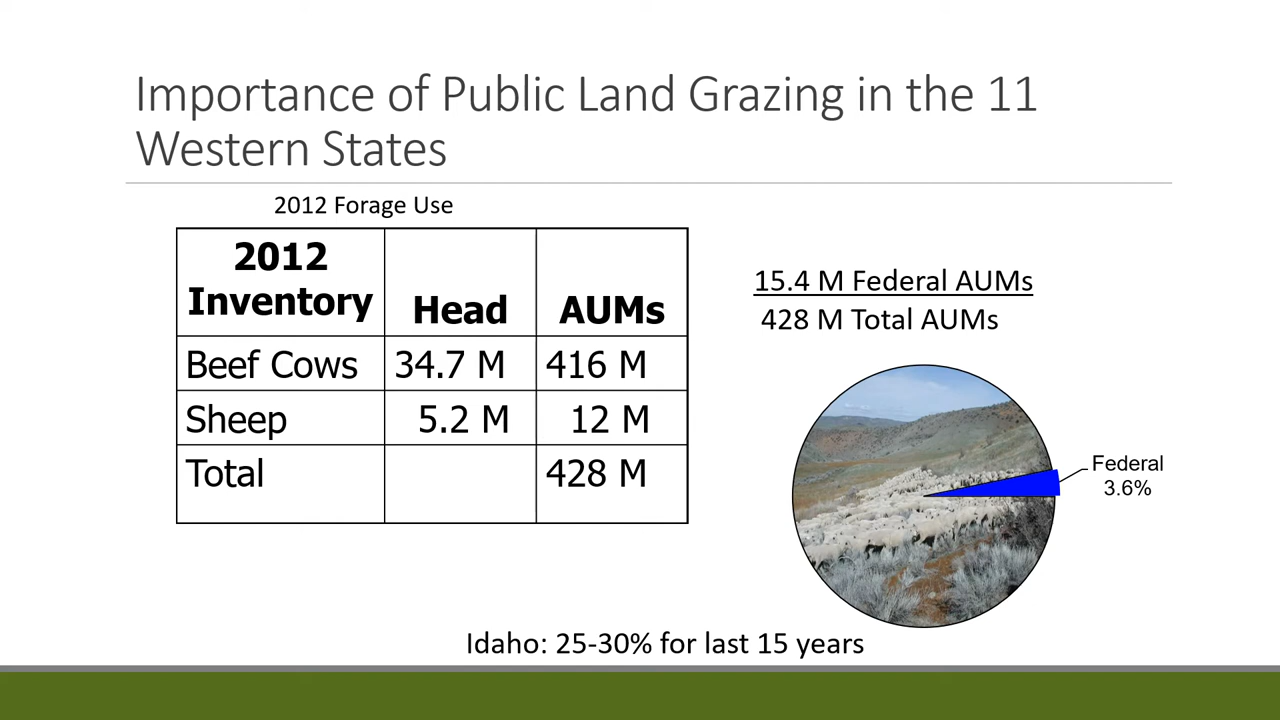 Importance of Public Land Grazing in the 11
Western States
2012 Forage Use
2012
Inventory
Head
AUMs
Beef Cows
34.7 M
416 M
Sheep
5.2 M
12 M
Total
428 M
15.4 M Federal AUMs
428 M Total AUMs
Federal
3.6%
Idaho: 25-30% for last 15 years